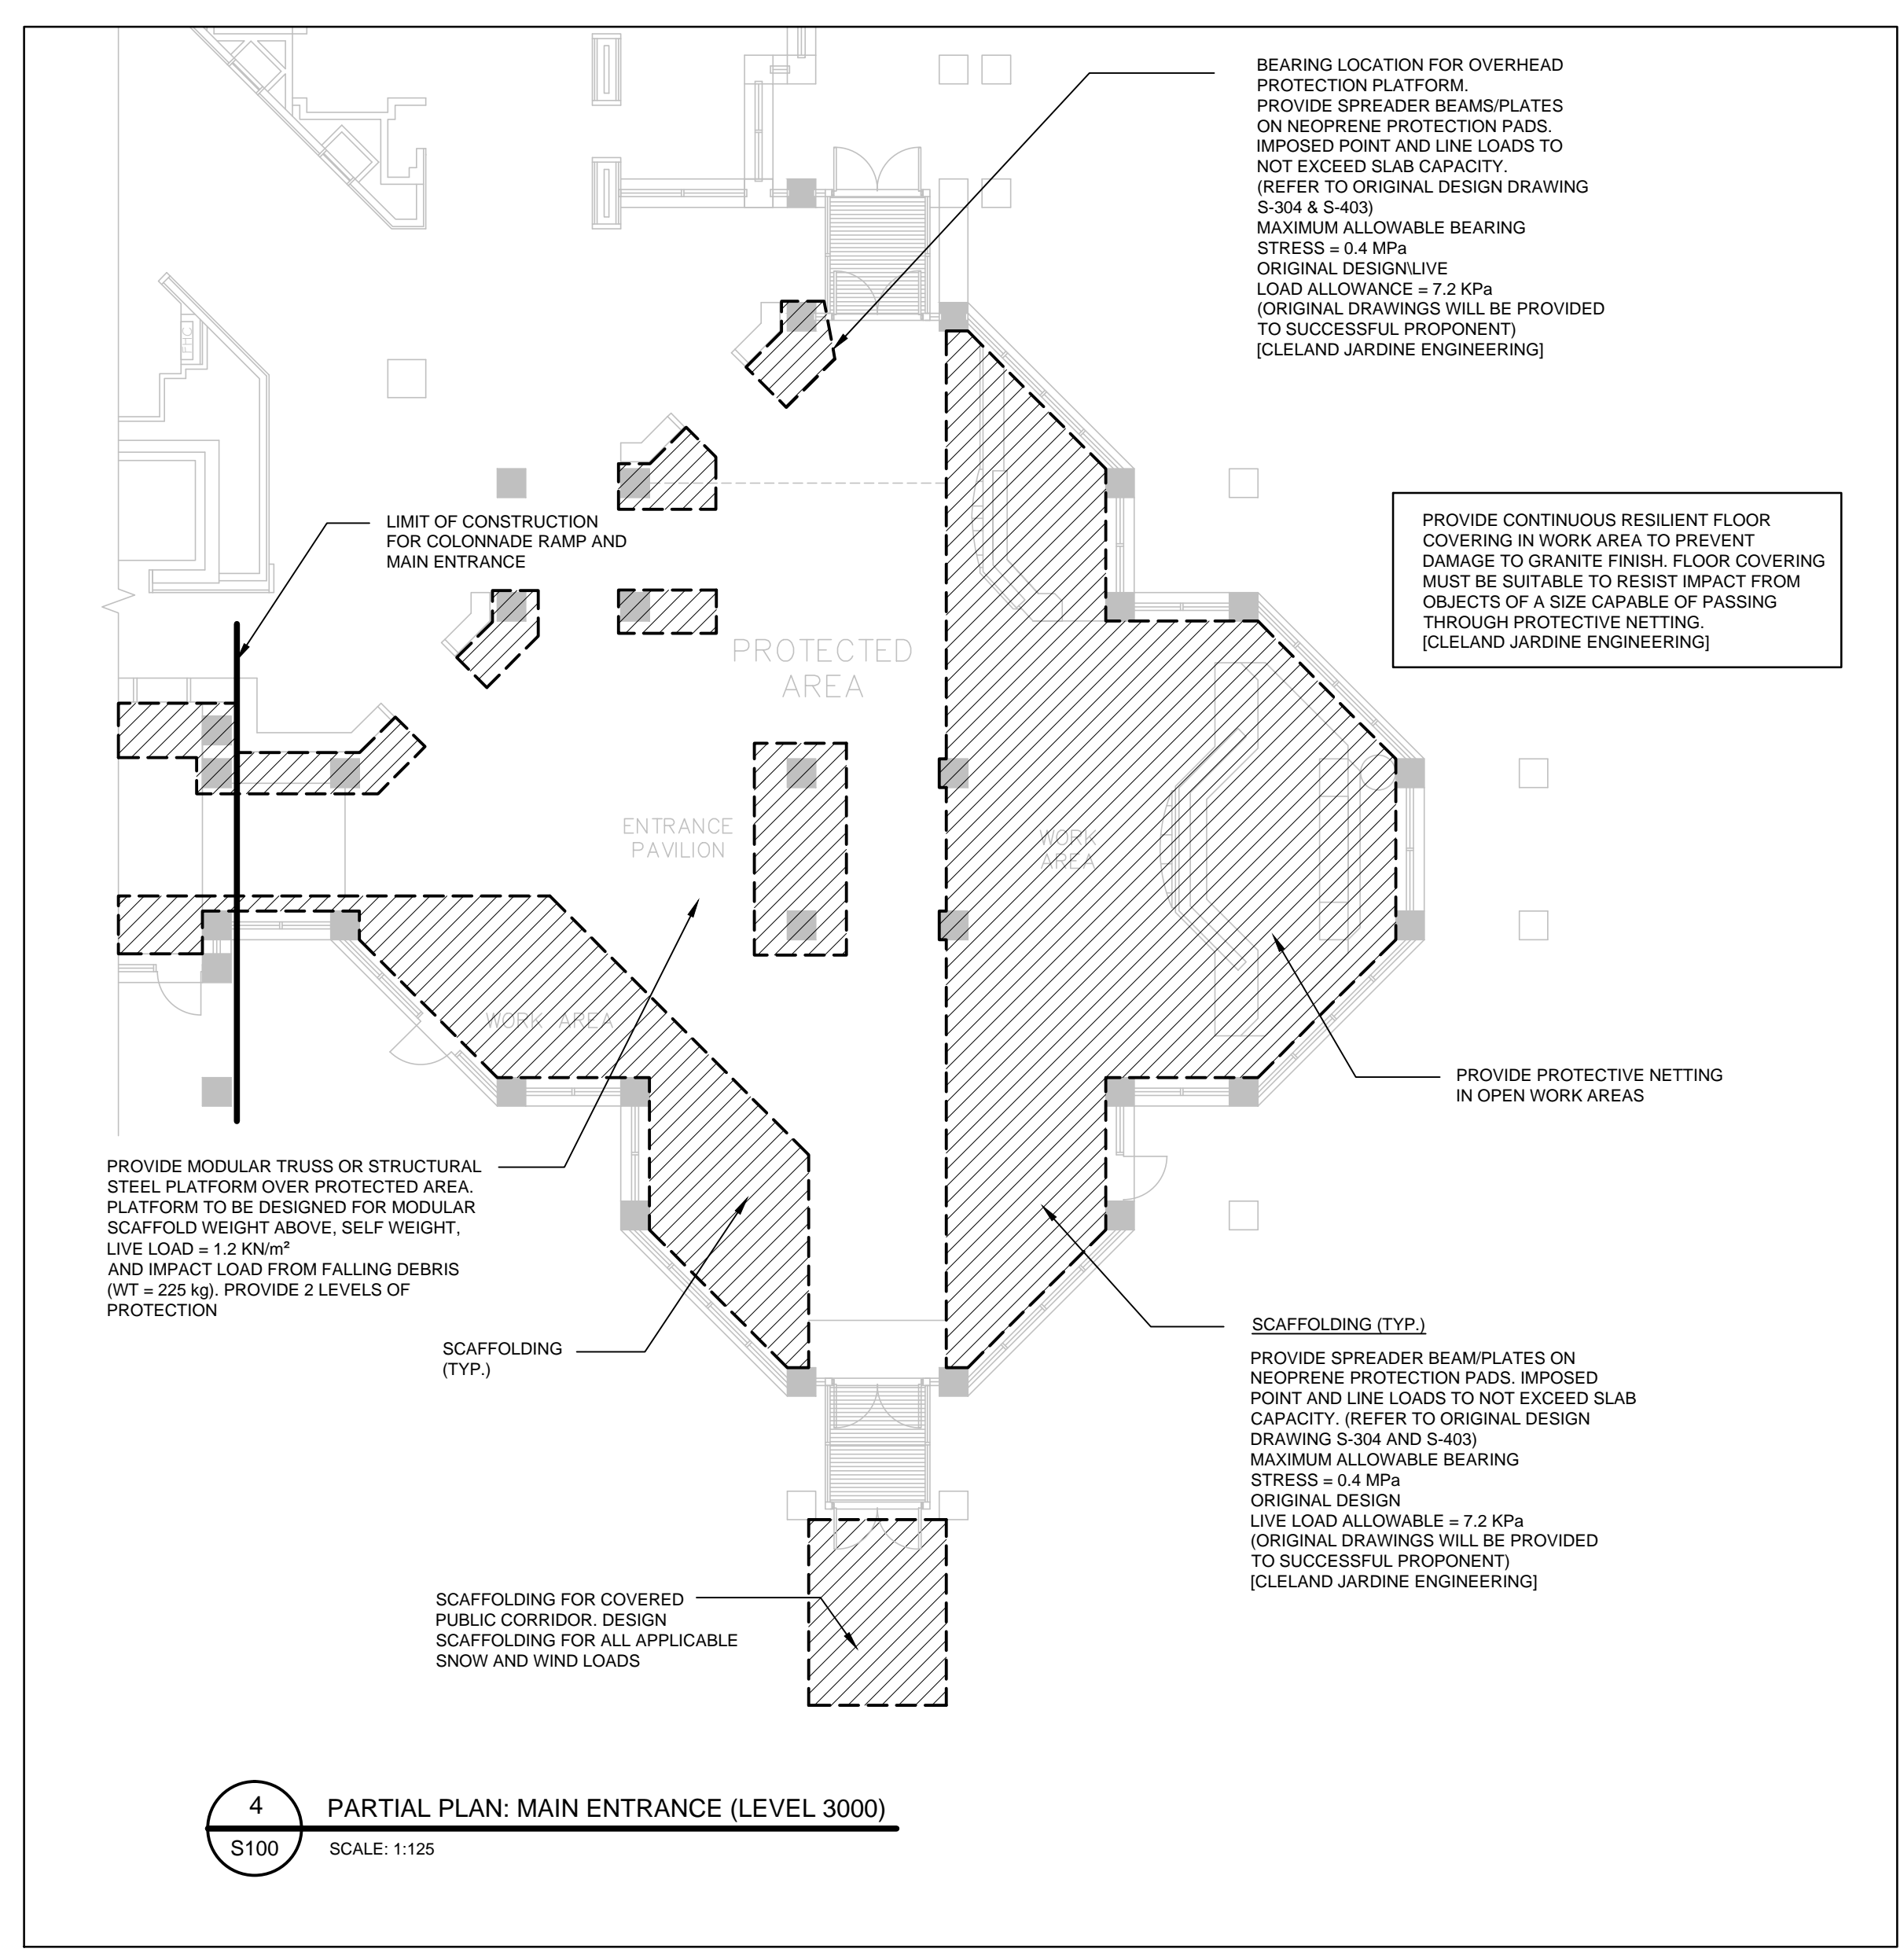 BEARING LOCATION FOR OVERHEAD
PROTECTION PLATFORM.
PROVIDE SPREADER BEAMS/PLATES
ON NEOPRENE PROTECTION PADS.
IMPOSED POINT AND LINE LOADS TO
NOT EXCEED SLAB CAPACITY.
(REFER TO ORIGINAL DESIGN DRAWING
S-304 & S-403)
MAXIMUM ALLOWABLE BEARING
STRESS = 0.4 MPa
ORIGINAL DESIGN\LIVE
LOAD ALLOWANCE = 7.2 KPa
(ORIGINAL DRAWINGS WILL BE PROVIDED
TO SUCCESSFUL PROPONENT)
[CLELAND JARDINE ENGINEERING]
FHC
LIMIT OF CONSTRUCTION
FOR COLONNADE RAMP AND
MAIN ENTRANCE
PROVIDE CONTINUOUS RESILIENT FLOOR
COVERING IN WORK AREA TO PREVENT
DAMAGE TO GRANITE FINISH. FLOOR COVERING
MUST BE SUITABLE TO RESIST IMPACT FROM
OBJECTS OF A SIZE CAPABLE OF PASSING
THROUGH PROTECTIVE NETTING.
[CLELAND JARDINE ENGINEERING]
PROTECTED
AREA
ENTRANCE
PAVILION
WORK
AREA
WORK AREA
PROVIDE PROTECTIVE NETTING
IN OPEN WORK AREAS
PROVIDE MODULAR TRUSS OR STRUCTURAL
STEEL PLATFORM OVER PROTECTED AREA.
PLATFORM TO BE DESIGNED FOR MODULAR
SCAFFOLD WEIGHT ABOVE, SELF WEIGHT,
LIVE LOAD = 1.2 KN/m²
AND IMPACT LOAD FROM FALLING DEBRIS
(WT = 225 kg). PROVIDE 2 LEVELS OF
PROTECTION
SCAFFOLDING
(TYP.)
SCAFFOLDING (TYP.)
PROVIDE SPREADER BEAM/PLATES ON
NEOPRENE PROTECTION PADS. IMPOSED
POINT AND LINE LOADS TO NOT EXCEED SLAB
CAPACITY. (REFER TO ORIGINAL DESIGN
DRAWING S-304 AND S-403)
MAXIMUM ALLOWABLE BEARING
STRESS = 0.4 MPa
ORIGINAL DESIGN
LIVE LOAD ALLOWABLE = 7.2 KPa
(ORIGINAL DRAWINGS WILL BE PROVIDED
TO SUCCESSFUL PROPONENT)
[CLELAND JARDINE ENGINEERING]
SCAFFOLDING FOR COVERED
PUBLIC CORRIDOR. DESIGN
SCAFFOLDING FOR ALL APPLICABLE
SNOW AND WIND LOADS
4
S100
PARTIAL PLAN: MAIN ENTRANCE (LEVEL 3000)
SCALE: 1:125